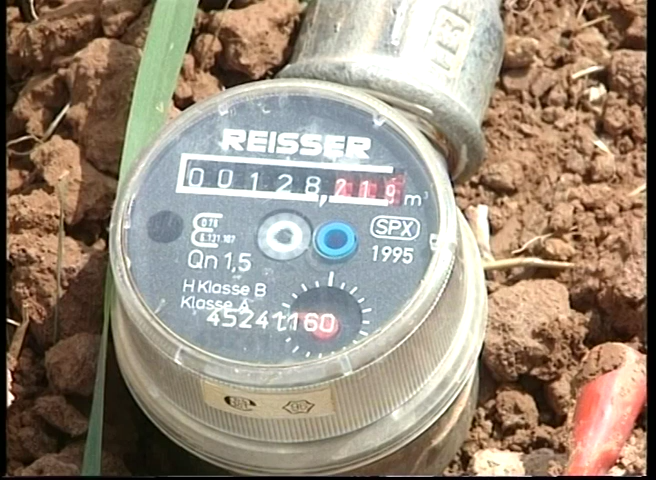 REISSER
00128,219 m³
SPX
Qn 1,5
1995
H Klasse B
Klasse A
45241160